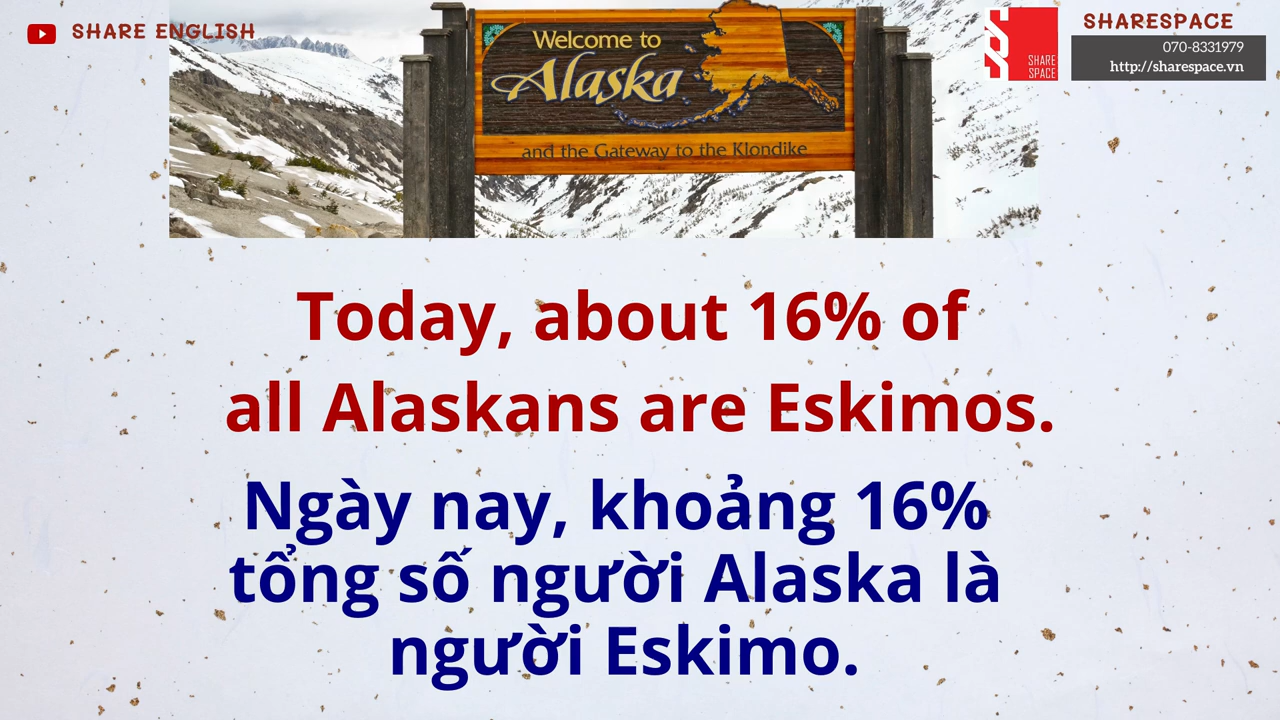 SHARE ENGLISH
Welcome to
Alaska
and the Gateway to the Klondike
SHARE
SPACE
SHARESPACE
070-8331979
http://sharespace.vn
Today, about 16% of
all Alaskans are Eskimos.
Ngày nay, khoảng 16%
tổng số người Alaska là
người Eskimo.